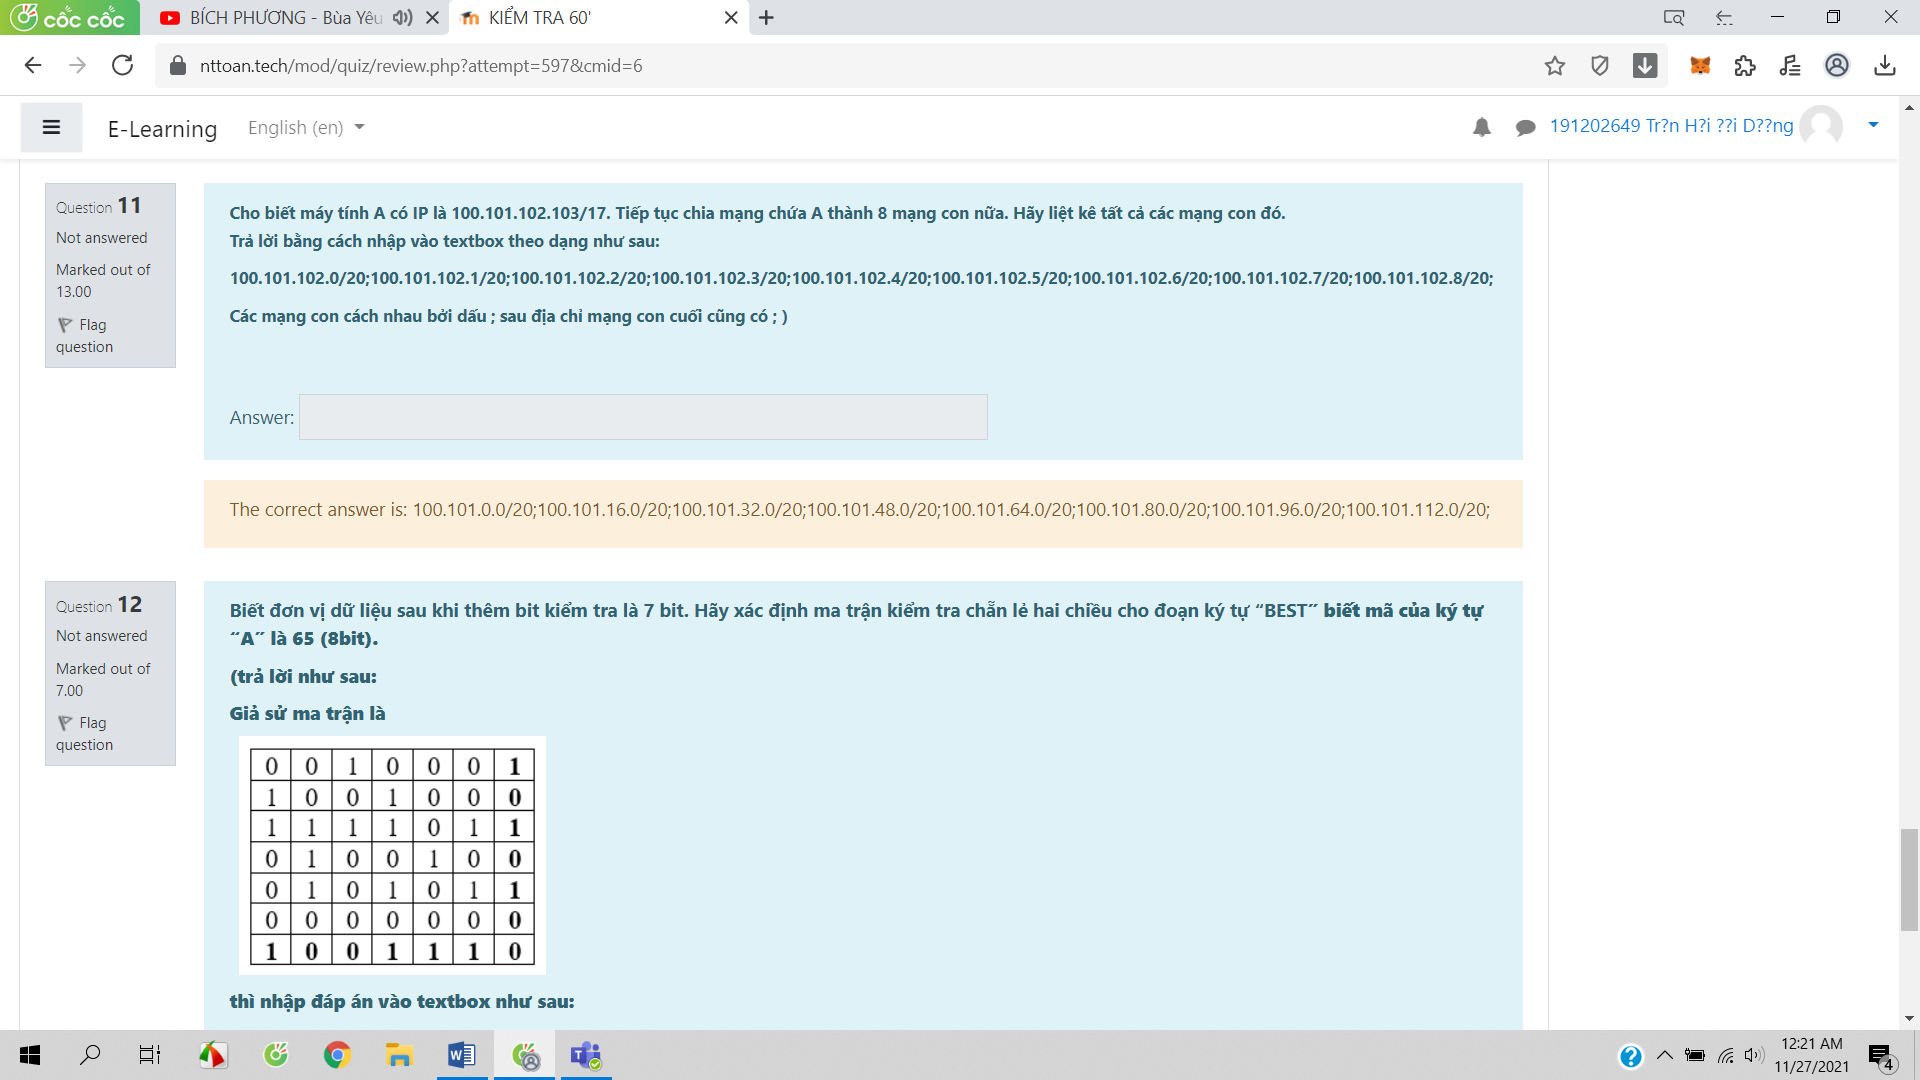 cốc cốc
BÍCH PHƯƠNG - Bùa Yêu
KIỂM TRA 60'
nttoan.tech/mod/quiz/review.php?attempt=597&cmid=6
E-Learning
English (en)
191202649 Tr?n H?i ??i D??ng
Question 11
Not answered
Marked out of
13.00
Flag
question
Cho biết máy tính A có IP là 100.101.102.103/17. Tiếp tục chia mạng chứa A thành 8 mạng con nữa. Hãy liệt kê tất cả các mạng con đó.
Trả lời bằng cách nhập vào textbox theo dạng như sau:
100.101.102.0/20;100.101.102.1/20;100.101.102.2/20;100.101.102.3/20;100.101.102.4/20;100.101.102.5/20;100.101.102.6/20;100.101.102.7/20;100.101.102.8/20;
Các mạng con cách nhau bởi dấu ; sau địa chỉ mạng con cuối cũng có ; )
Answer:
The correct answer is: 100.101.0.0/20;100.101.16.0/20;100.101.32.0/20;100.101.48.0/20;100.101.64.0/20;100.101.80.0/20;100.101.96.0/20;100.101.112.0/20;
Question 12
Not answered
Marked out of
7.00
Flag
question
Biết đơn vị dữ liệu sau khi thêm bit kiểm tra là 7 bit. Hãy xác định ma trận kiểm tra chẵn lẻ hai chiều cho đoạn ký tự “BEST” biết mã của ký tự
“A” là 65 (8bit).
(trả lời như sau:
Giả sử ma trận là
0 0 1 0 0 0 1
1 0 0 1 0 0 0
1 1 1 1 0 1 1
0 1 0 0 1 0 0
0 1 0 1 0 1 1
0 0 0 0 0 0 0
1 0 0 1 1 1 0
thì nhập đáp án vào textbox như sau:
12:21 AM
11/27/2021
4